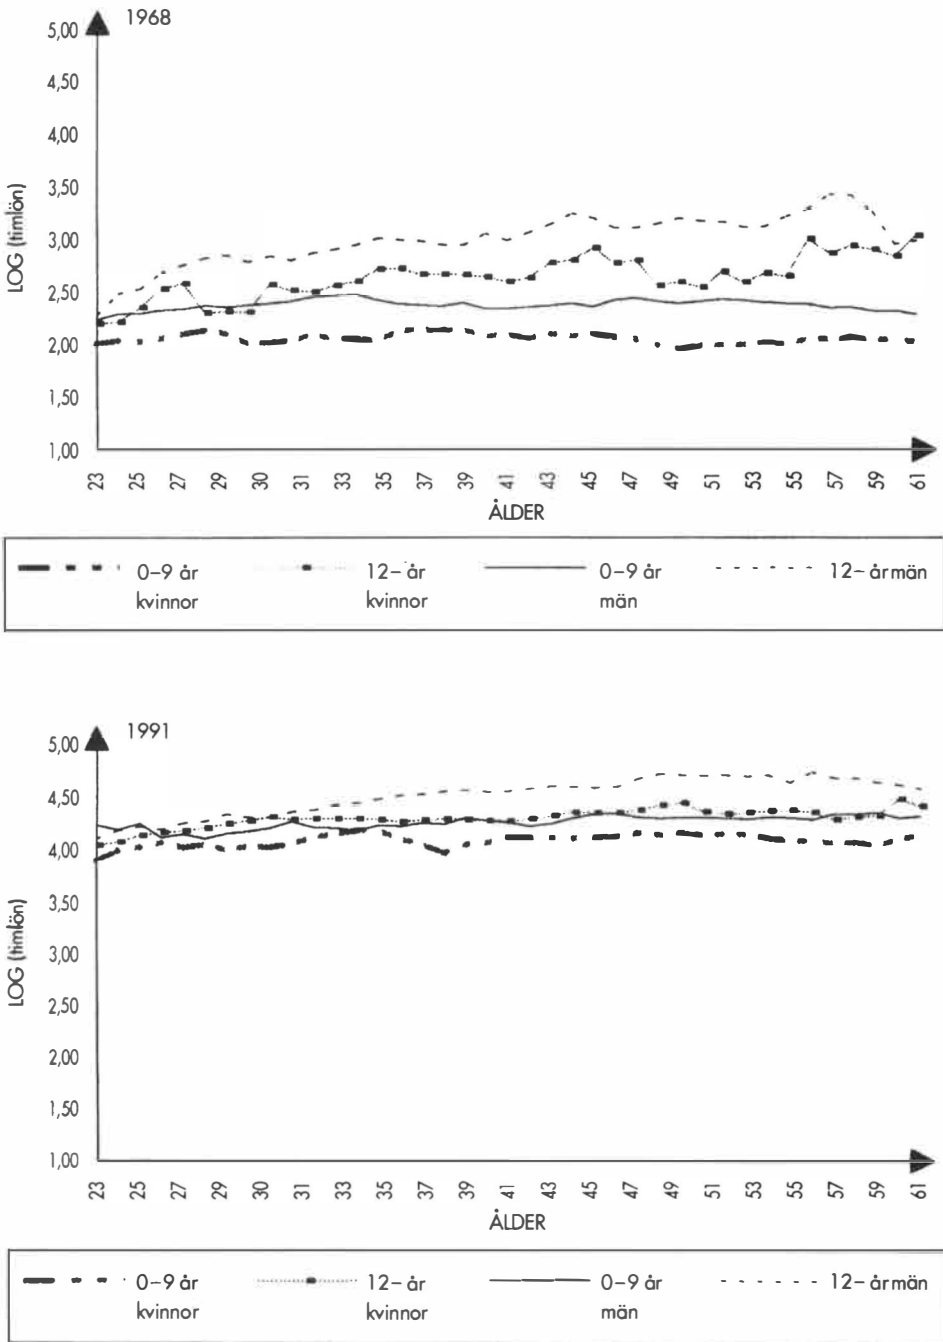 1968
5,00
4,50
4,00
3,50
3,00
2,50
2,00
1,50
1,00
LOG (timlön)
23 25 27 29 30 31 33 35 37 39 41 43 45 47 49 51 53 55 57 59 61
ÅLDER
0–9 år kvinnor
12– år kvinnor
0–9 år män
12– år män
1991
5,00
4,50
4,00
3,50
3,00
2,50
2,00
1,50
1,00
LOG (timlön)
23 25 27 29 30 31 33 35 37 39 41 43 45 47 49 51 53 55 57 59 61
ÅLDER
0–9 år kvinnor
12– år kvinnor
0–9 år män
12– år män